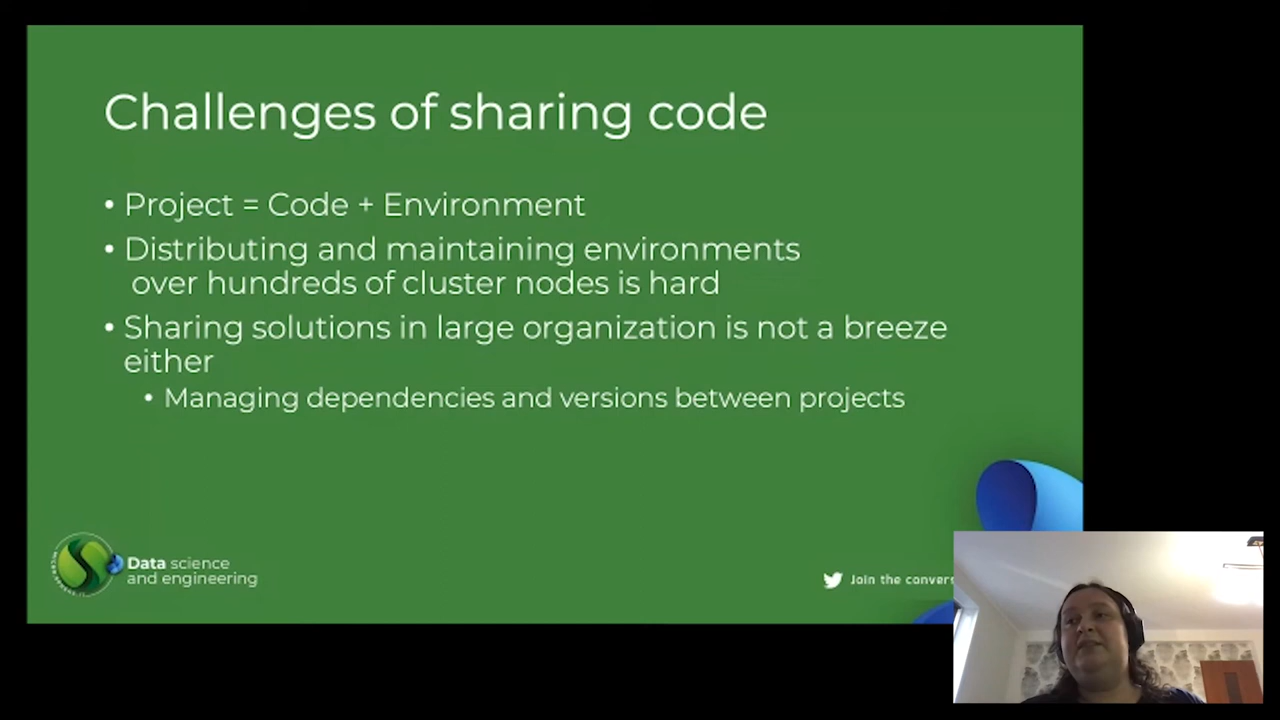 Challenges of sharing code
• Project = Code + Environment
• Distributing and maintaining environments
over hundreds of cluster nodes is hard
• Sharing solutions in large organization is not a breeze
either
• Managing dependencies and versions between projects
Data science
and engineering
Join the convers